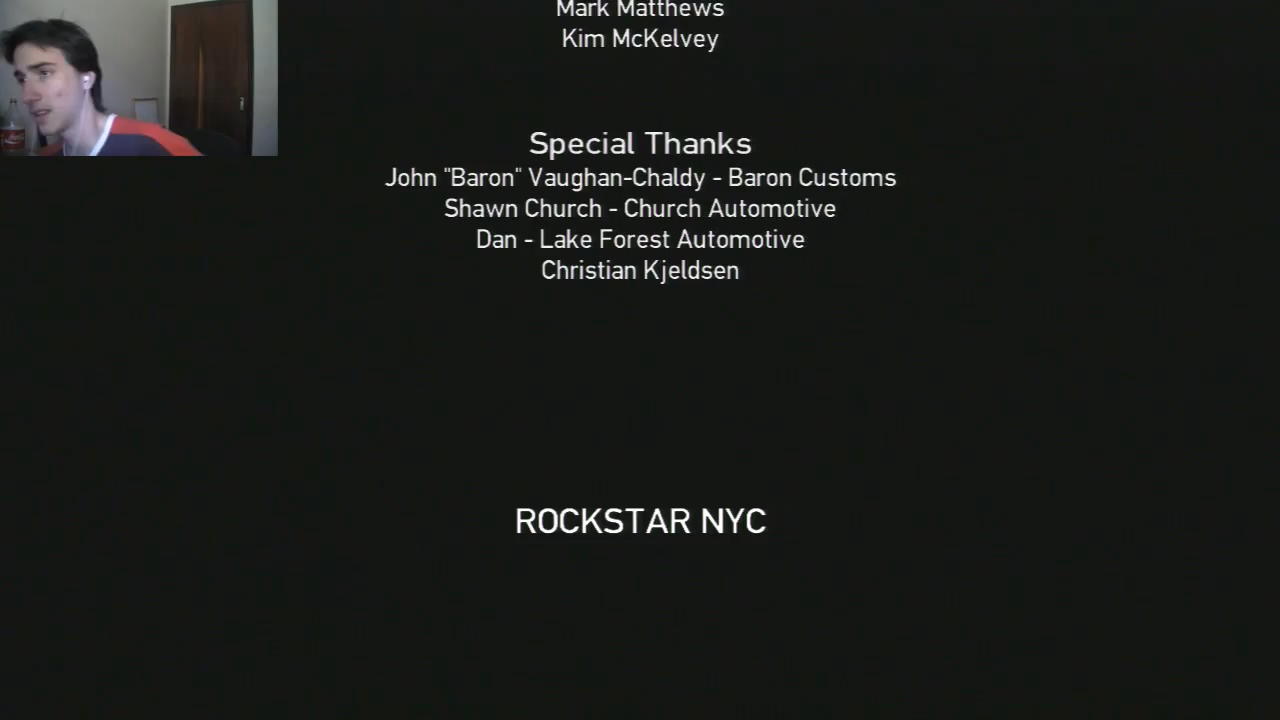 Mark Matthews
Kim McKelvey
Special Thanks
John "Baron" Vaughan-Chaldy - Baron Customs
Shawn Church - Church Automotive
Dan - Lake Forest Automotive
Christian Kjeldsen
ROCKSTAR NYC